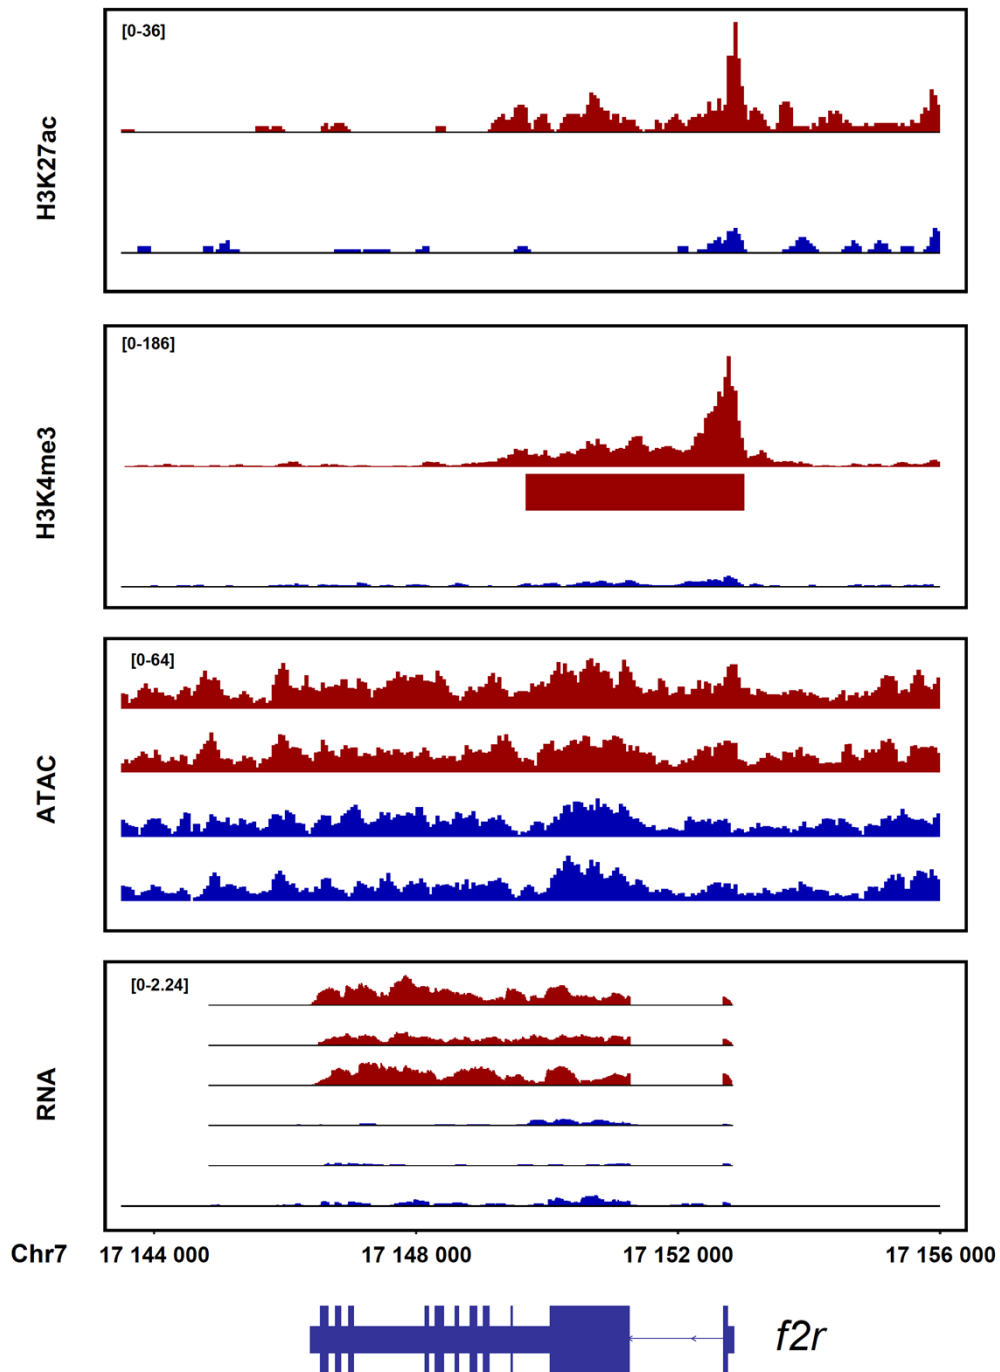 [0-36]
H3K27ac
[0-186]
H3K4me3
[0-64]
ATAC
[0-2.24]
RNA
Chr7 17 144 000 17 148 000 17 152 000 17 156 000
f2r